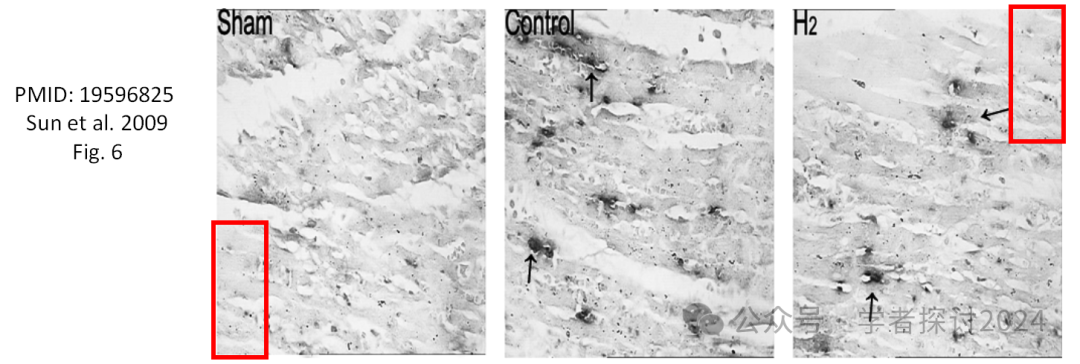 Sham
Control
H2
PMID: 19596825
Sun et al. 2009
Fig. 6
公众号 · 学者探讨2024